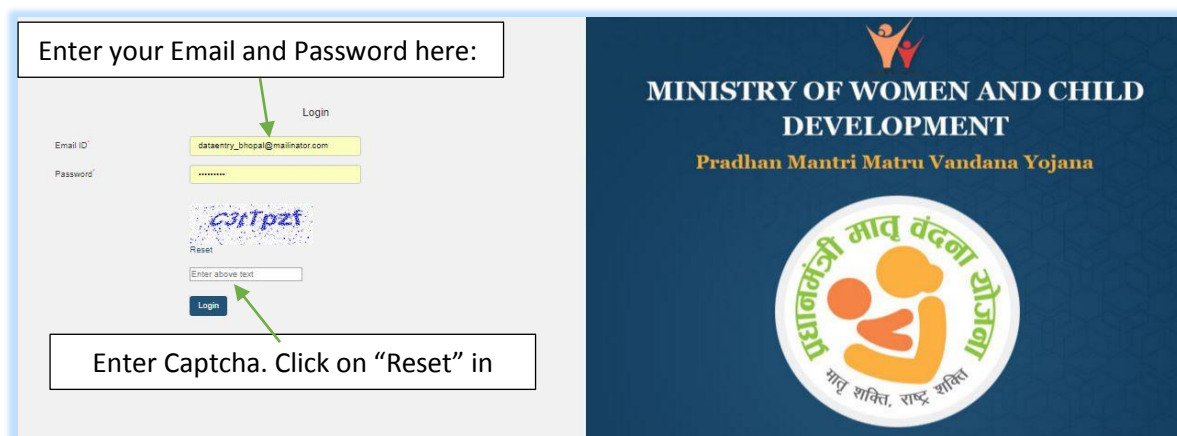 Enter your Email and Password here:
Login
Email ID*
dataentry_bhopal@mailinator.com
Password*
•••••••••
Reset
Enter above text
Login
Enter Captcha. Click on “Reset” in
MINISTRY OF WOMEN AND CHILD
DEVELOPMENT
Pradhan Mantri Matru Vandana Yojana
प्रधानमंत्री मातृ वंदना योजना
मातृ शक्ति, राष्ट्र शक्ति